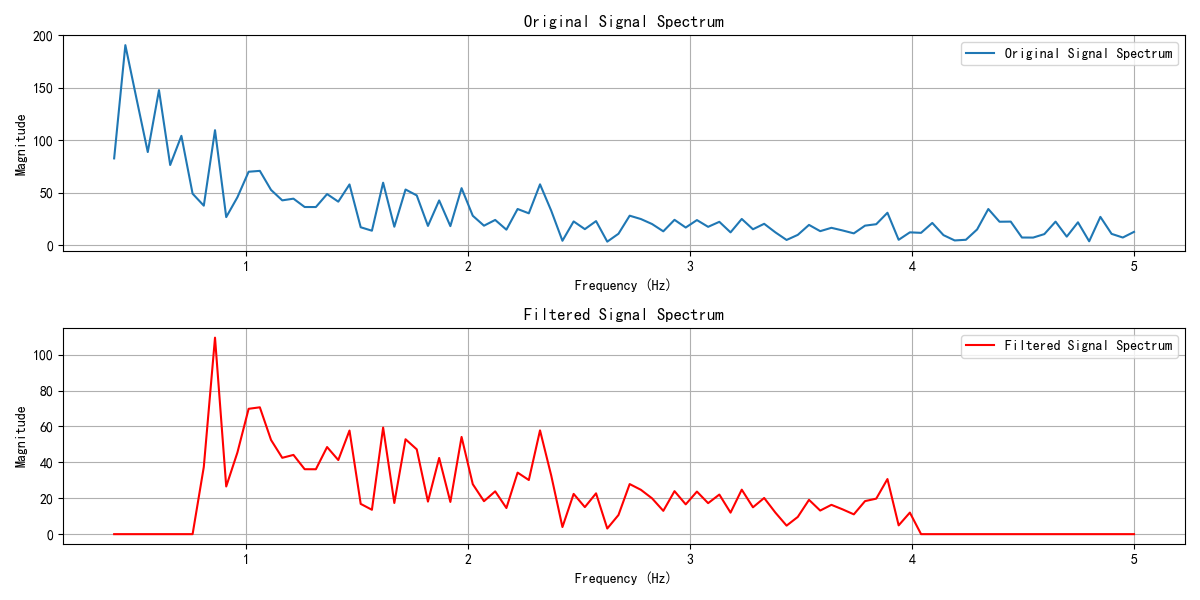 Original Signal Spectrum
200
150
100
50
0
Magnitude
Original Signal Spectrum
1 2 3 4 5
Frequency (Hz)
Filtered Signal Spectrum
100
80
60
40
20
0
Magnitude
Filtered Signal Spectrum
1 2 3 4 5
Frequency (Hz)